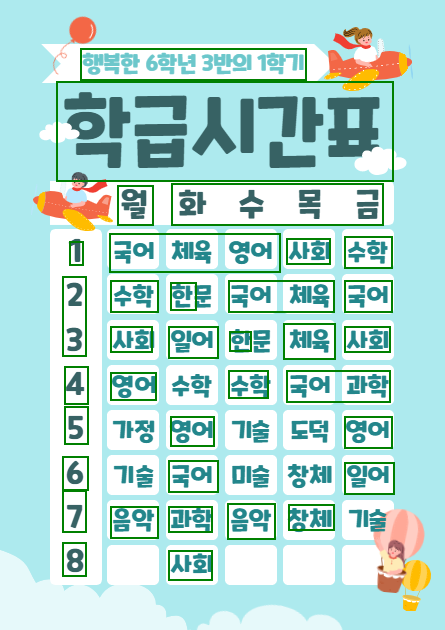 행복한 6학년 3반의 1학기
학급시간표
월 화 수 목 금
1 국어 체육 영어 사회 수학
2 수학 한문 국어 체육 국어
3 사회 일어 한문 체육 사회
4 영어 수학 수학 국어 과학
5 가정 영어 기술 도덕 영어
6 기술 국어 미술 창체 일어
7 음악 과학 음악 창체 기술
8 사회